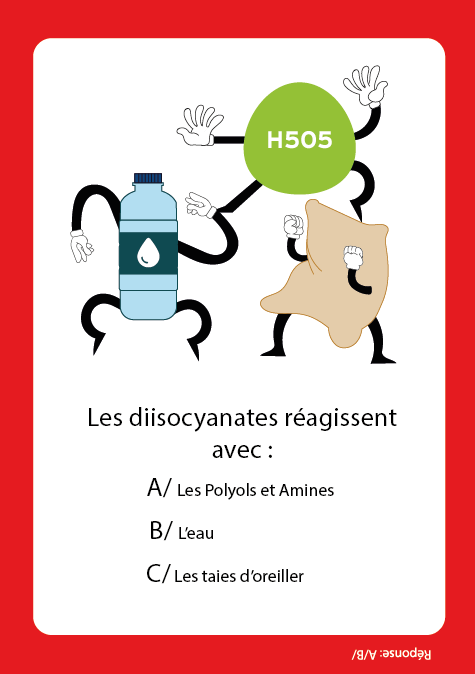 H505
Les diisocyanates réagissent
avec :
A/ Les Polyols et Amines
B/ L'eau
C/ Les taies d'oreiller
Réponse: A/B/